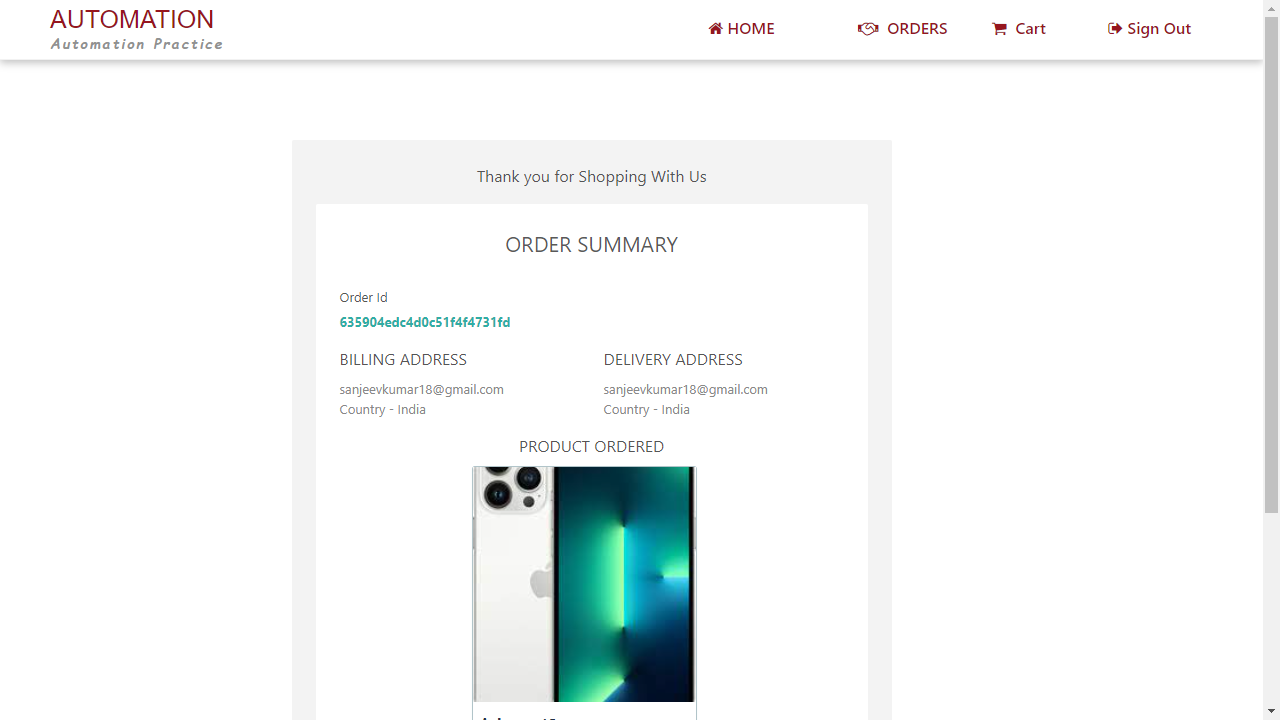 AUTOMATION
Automation Practice
HOME
ORDERS
Cart
Sign Out
Thank you for Shopping With Us
ORDER SUMMARY
Order Id
635904edc4d0c51f4f4731fd
BILLING ADDRESS
DELIVERY ADDRESS
sanjeevkumar18@gmail.com
sanjeevkumar18@gmail.com
Country - India
Country - India
PRODUCT ORDERED